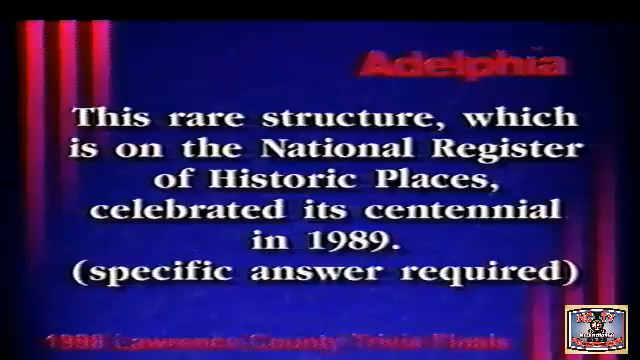 Adelphia
This rare structure, which
is on the National Register
of Historic Places,
celebrated its centennial
in 1989.
(specific answer required)
1998 Lawrence County Trivia Finals